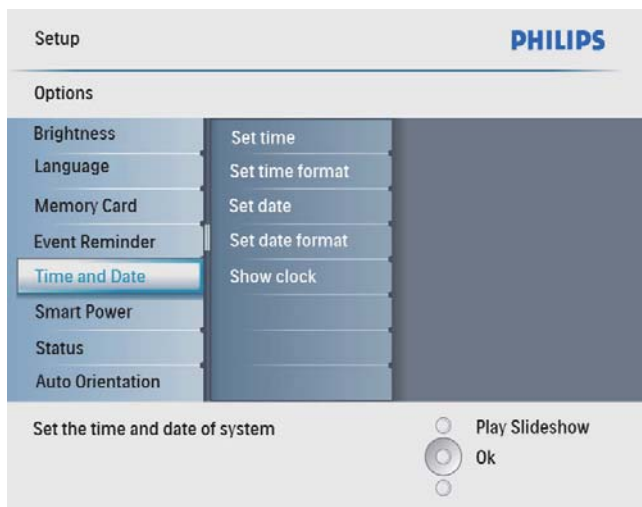 Setup
PHILIPS
Options
Brightness
Language
Memory Card
Event Reminder
Time and Date
Smart Power
Status
Auto Orientation
Set time
Set time format
Set date
Set date format
Show clock
Set the time and date of system
Play Slideshow
Ok